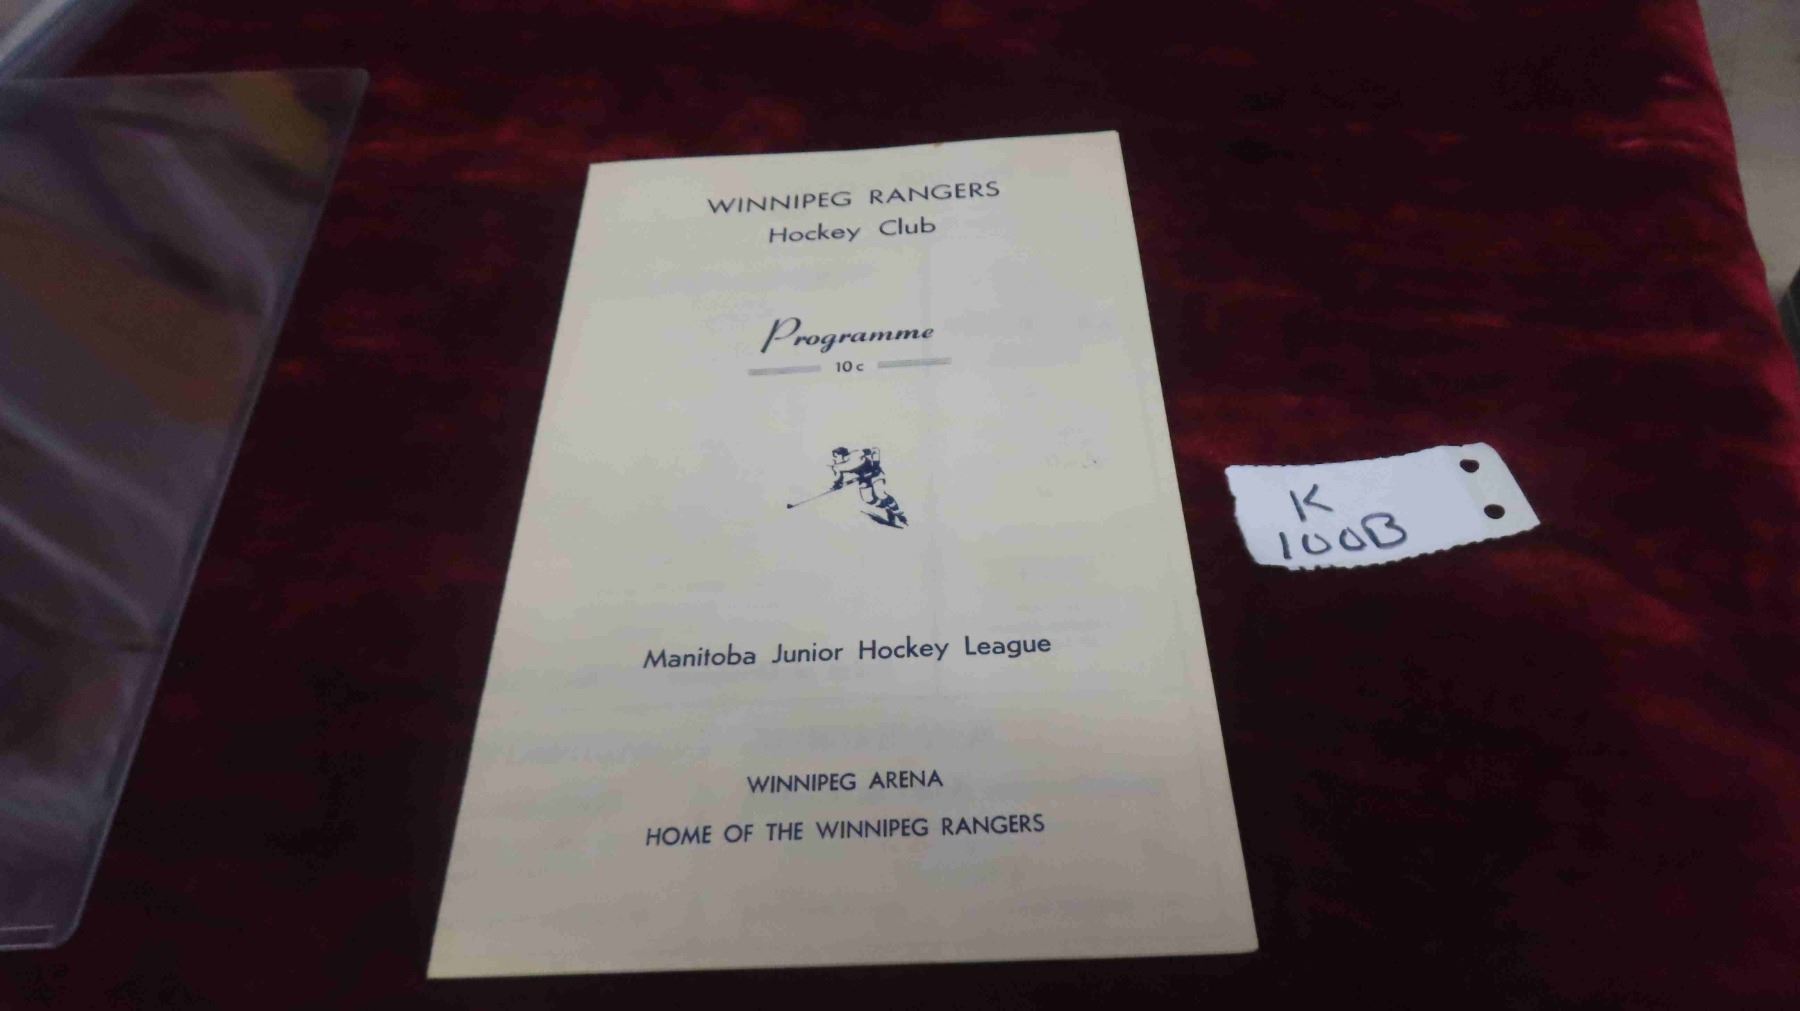 WINNIPEG RANGERS
Hockey Club
Programme
10c
Manitoba Junior Hockey League
WINNIPEG ARENA
HOME OF THE WINNIPEG RANGERS
K
100B